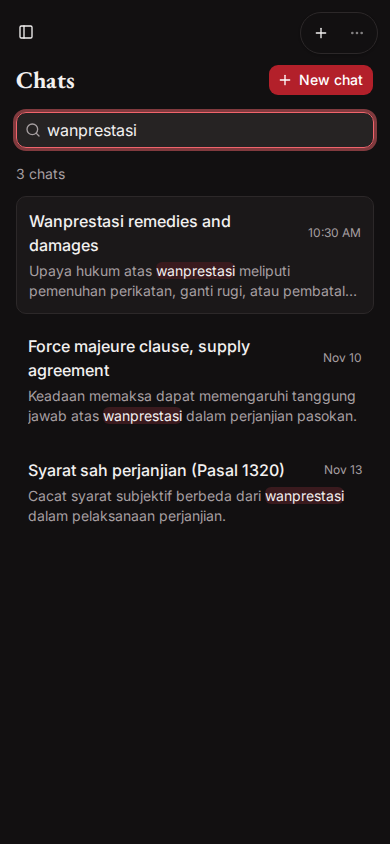 Chats
+ New chat
wanprestasi
3 chats
Wanprestasi remedies and
damages
10:30 AM
Upaya hukum atas wanprestasi meliputi
pemenuhan perikatan, ganti rugi, atau pembatal...
Force majeure clause, supply
agreement
Nov 10
Keadaan memaksa dapat memengaruhi tanggung
jawab atas wanprestasi dalam perjanjian pasokan.
Syarat sah perjanjian (Pasal 1320)
Nov 13
Cacat syarat subjektif berbeda dari wanprestasi
dalam pelaksanaan perjanjian.